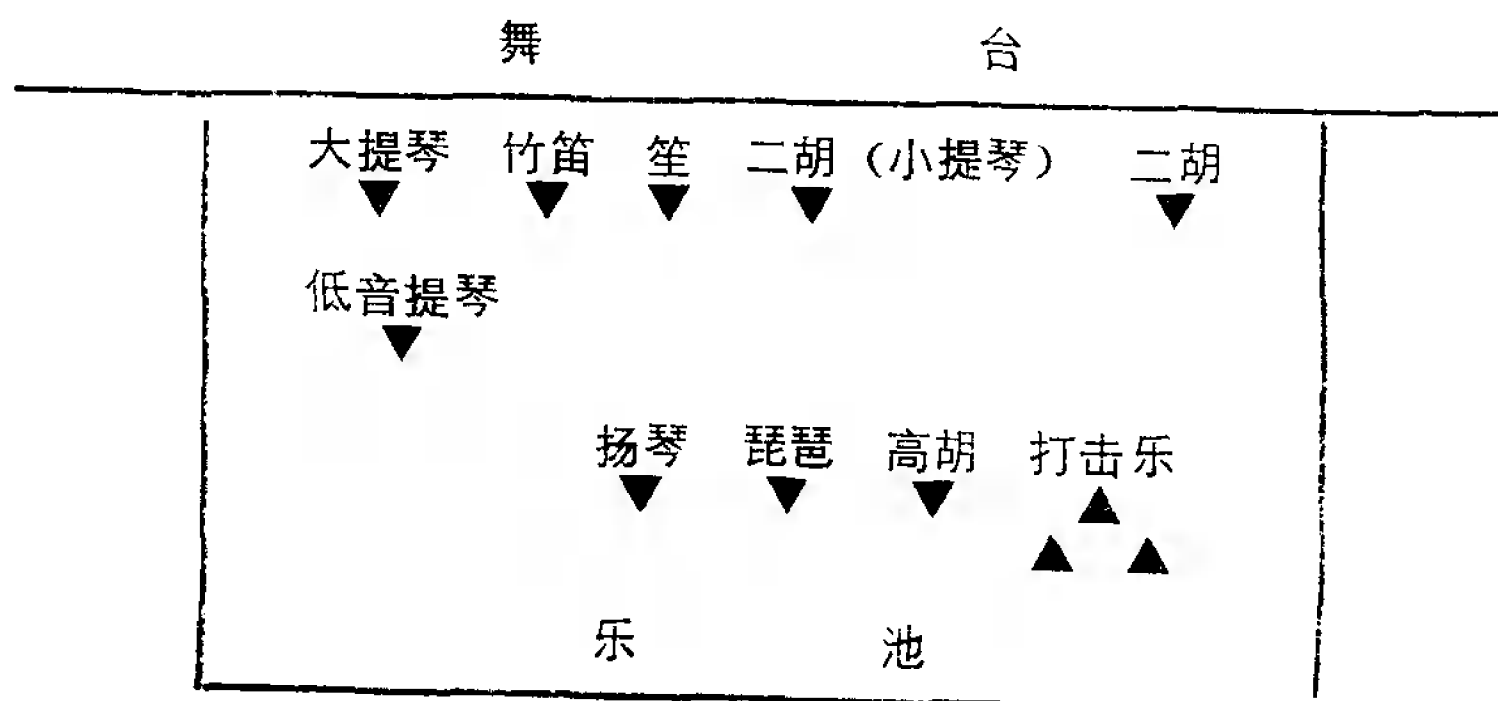 舞 台
大提琴 竹笛 笙 二胡（小提琴） 二胡
低音提琴
扬琴 琵琶 高胡 打击乐
乐 池